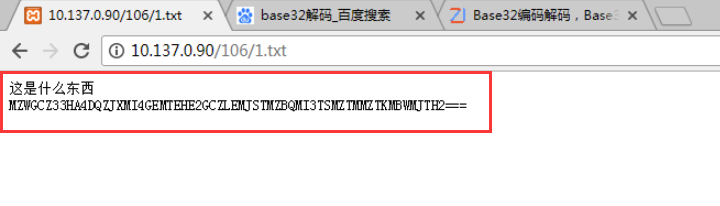 10.137.0.90/106/1.txt
base32解码_百度搜索
Base32编码解码，Base3
10.137.0.90/106/1.txt
这是什么东西
MZWGCZ33HA4DQZJXMI4GEMTEHE2GCZLEMJSTMZBQMI3TSMZTMMZTKMBWMJTH2===